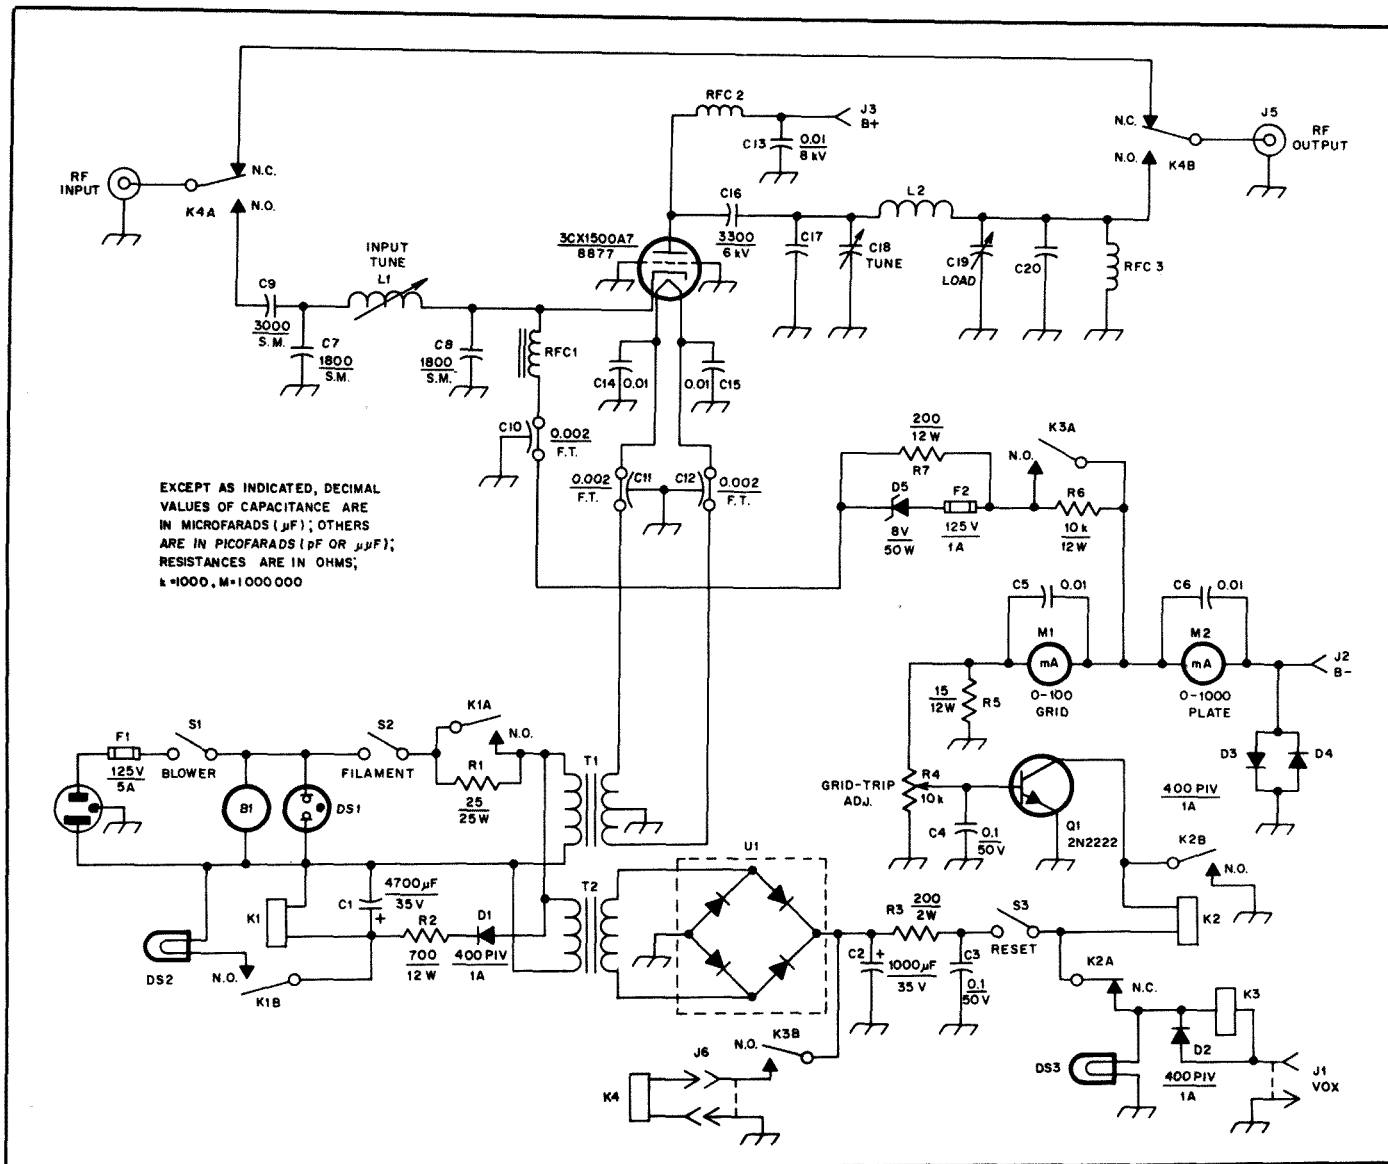 RFC 2
J3
B+
C13
0.01
8 kV
N.C.
N.O.
K4B
J5
RF
OUTPUT
RF
INPUT
K4A
N.C.
N.O.
C9
3000
S.M.
C7
1800
S.M.
INPUT
TUNE
L1
C8
1800
S.M.
RFC1
3CX1500A7
8877
C16
3300
6 kV
C17
C18
TUNE
L2
C19
LOAD
C20
RFC 3
C14
0.01
0.01
C15
C10
0.002
F.T.
0.002
F.T.
C11
C12
0.002
F.T.
200
12 W
R7
D5
8V
50 W
F2
125 V
1A
N.O.
K3A
R6
10 k
12W
EXCEPT AS INDICATED, DECIMAL
VALUES OF CAPACITANCE ARE
IN MICROFARADS (μF); OTHERS
ARE IN PICOFARADS (pF OR μμF);
RESISTANCES ARE IN OHMS;
k=1000, M=1 000 000
C5
0.01
M1
mA
0-100
GRID
C6
0.01
M2
mA
0-1000
PLATE
J2
B-
15
12W
R5
D3
D4
400 PIV
1A
F1
125V
5A
S1
BLOWER
B1
DS1
S2
FILAMENT
K1A
N.O.
R1
25
25W
T1
GRID-TRIP
ADJ.
R4
10k
C4
0.1
50V
Q1
2N2222
K2B
N.O.
K2
DS2
K1
N.O.
K1B
C1
4700μF
35 V
+
R2
700
12 W
D1
400 PIV
1A
T2
U1
C2
+
1000μF
35 V
R3
200
2W
C3
0.1
50V
S3
RESET
K2A
N.C.
K3
D2
400 PIV
1A
DS3
J1
VOX
K3B
N.O.
J6
K4